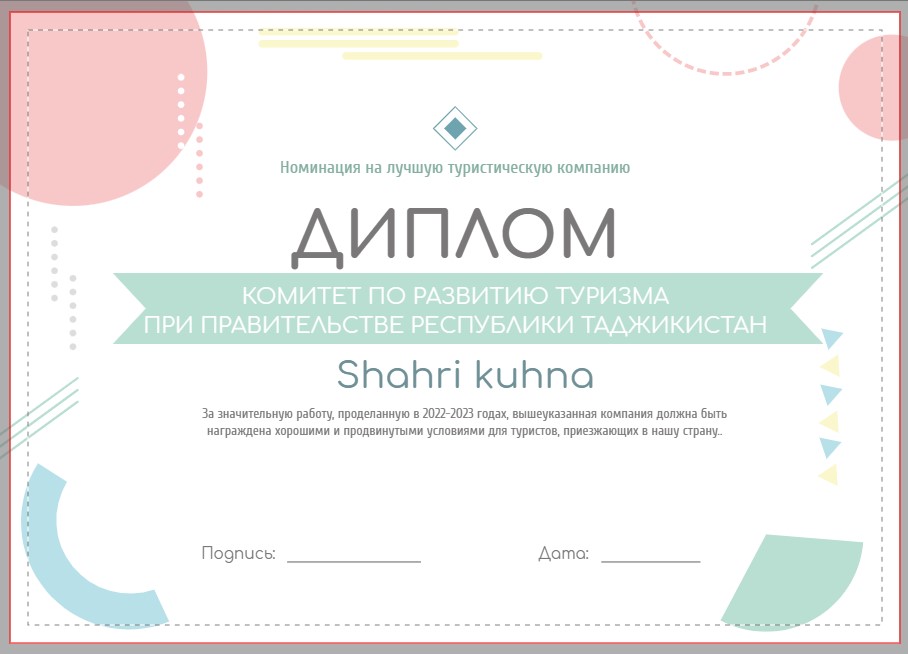 Номинация на лучшую туристическую компанию
ДИПЛОМ
КОМИТЕТ ПО РАЗВИТИЮ ТУРИЗМА
ПРИ ПРАВИТЕЛЬСТВЕ РЕСПУБЛИКИ ТАДЖИКИСТАН
Shahri kuhna
За значительную работу, проделанную в 2022-2023 годах, вышеуказанная компания должна быть
награждена хорошими и продвинутыми условиями для туристов, приезжающих в нашу страну..
Подпись: Дата: